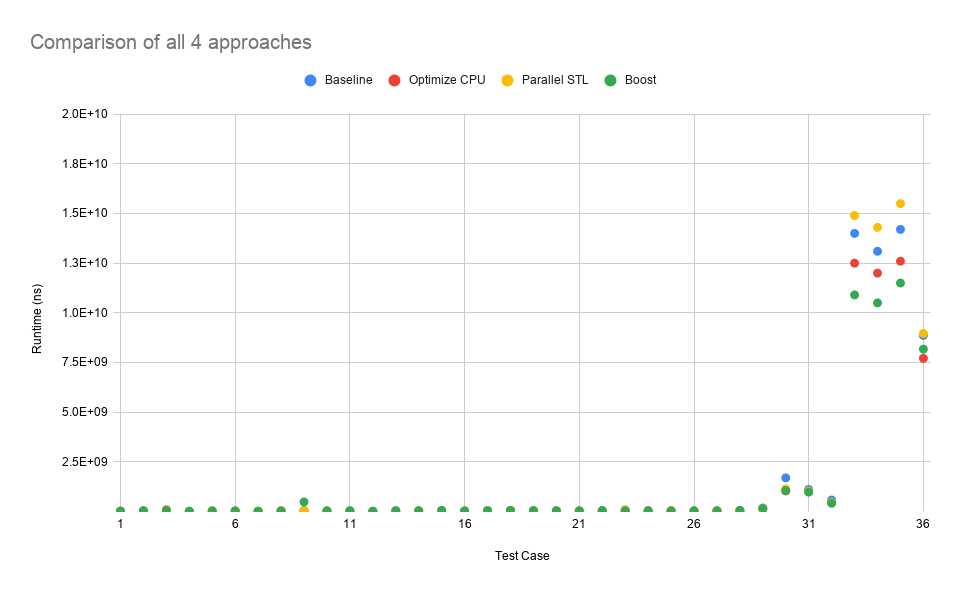 Comparison of all 4 approaches
Baseline Optimize CPU Parallel STL Boost
2.0E+10
1.8E+10
1.5E+10
1.3E+10
1.0E+10
7.5E+09
5.0E+09
2.5E+09
Runtime (ns)
1 6 11 16 21 26 31 36
Test Case